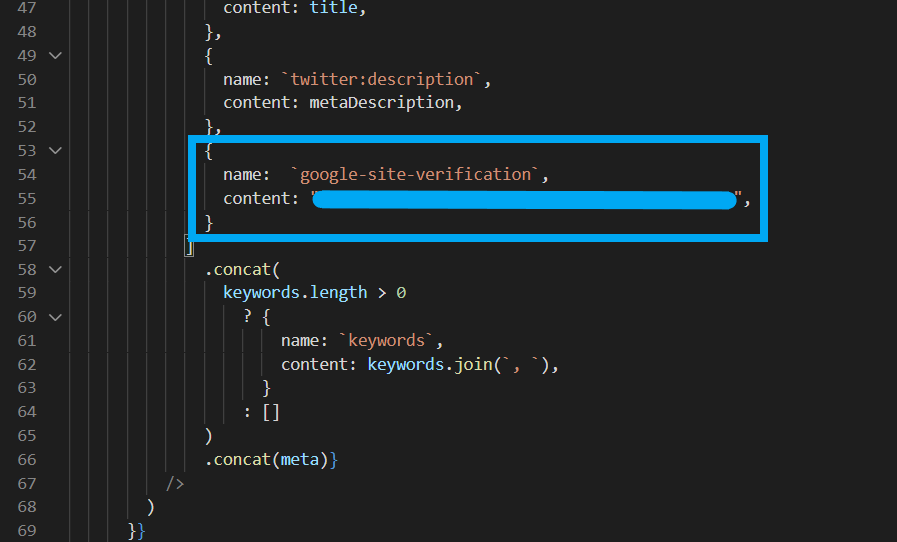 47 content: title,
48 },
49 {
50 name: `twitter:description`,
51 content: metaDescription,
52 },
53 {
54 name:  `google-site-verification`,
55 content: "",
56 }
57 ]
58 .concat(
59 keywords.length > 0
60 ? {
61 name: `keywords`,
62 content: keywords.join(`, `),
63 }
64 : []
65 )
66 .concat(meta)}
67 />
68 )
69 }}